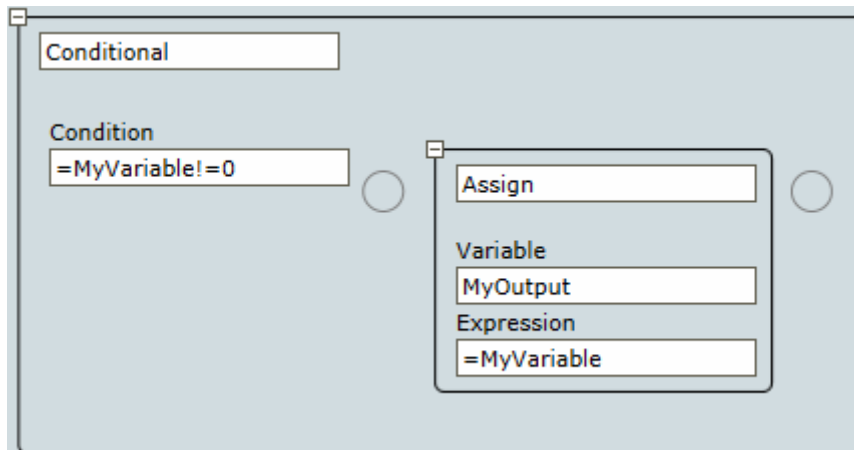 Conditional
Condition
=MyVariable!=0
Assign
Variable
MyOutput
Expression
=MyVariable